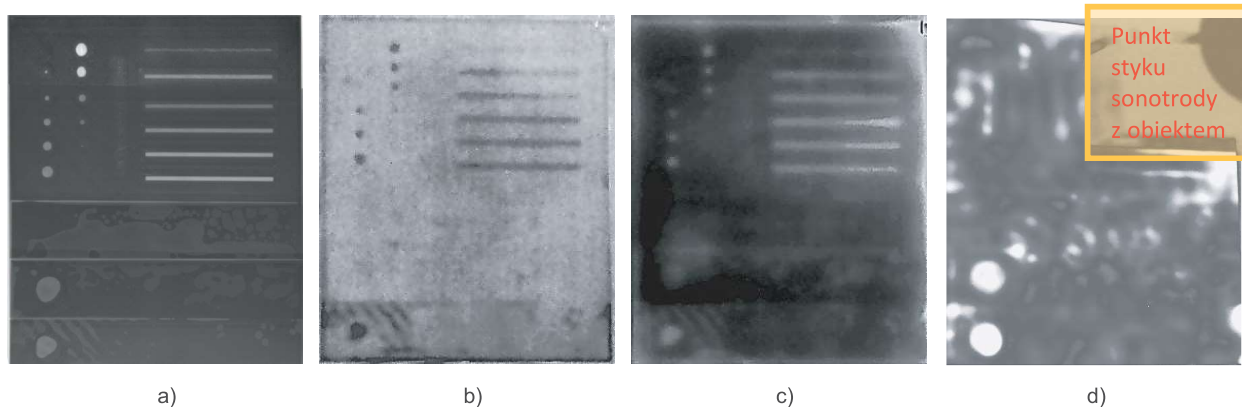 Punkt
styku
sonotrody
z obiektem
a)
b)
c)
d)